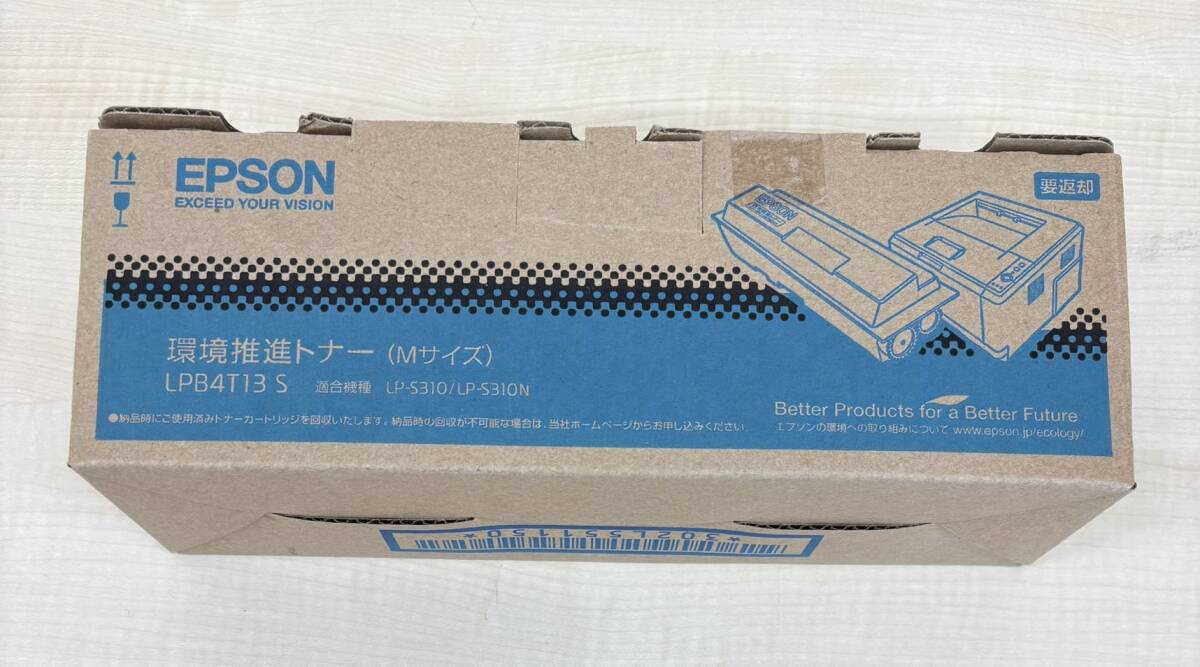 EPSON
EXCEED YOUR VISION
要返却
EPSON
環境推進トナー（Mサイズ）
LPB4T13 S 適合機種 LP-S310/LP-S310N
●納品時にご使用済みトナーカートリッジを回収いたします。納品時の回収が不可能な場合は、当社ホームページからお申し込みください
Better Products for a Better Future
エプソンの環境への取り組みについて www.epson.jp/ecology/
*302L5S1150*